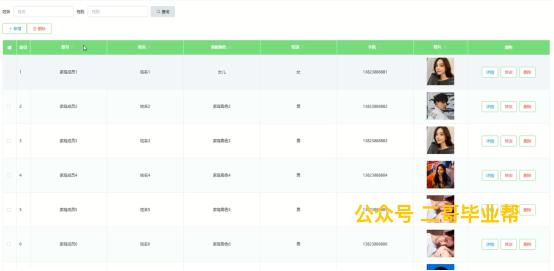 姓名 姓名 性别 性别 查询
+ 新增 删除
索引 账号 姓名 家庭角色 性别 手机 照片 操作
1 家庭成员1 姓名1 女儿 女 13823888881 详情 修改 删除
2 家庭成员2 姓名2 家庭角色2 男 13823888882 详情 修改 删除
3 家庭成员3 姓名3 家庭角色3 男 13823888883 详情 修改 删除
4 家庭成员4 姓名4 家庭角色4 男 13823888884 详情 修改 删除
5 家庭成员5 姓名5 家庭角色5 男 详情 修改 删除
公众号 二哥毕业帮
6 家庭成员6 姓名6 家庭角色6 男 13823888886 详情 修改 删除